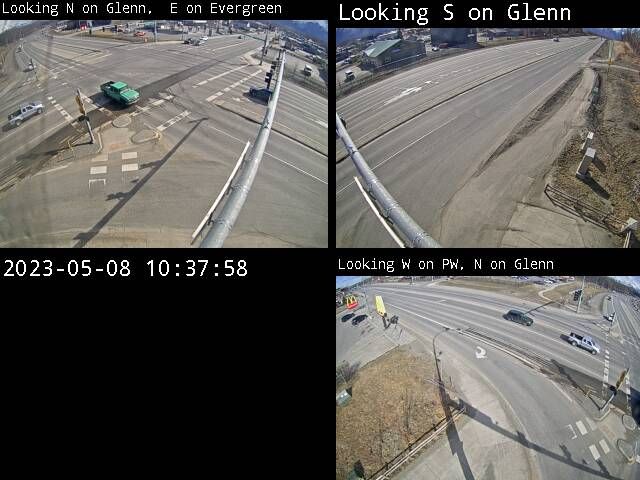 Looking N on Glenn,  E on Evergreen
Looking S on Glenn
2023-05-08 10:37:58
Looking W on PW, N on Glenn